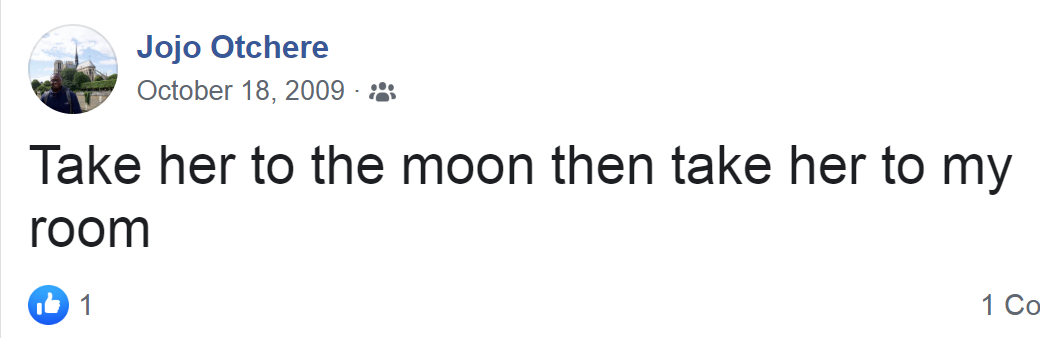 Jojo Otchere
October 18, 2009 ·
Take her to the moon then take her to my
room
1
1 Co